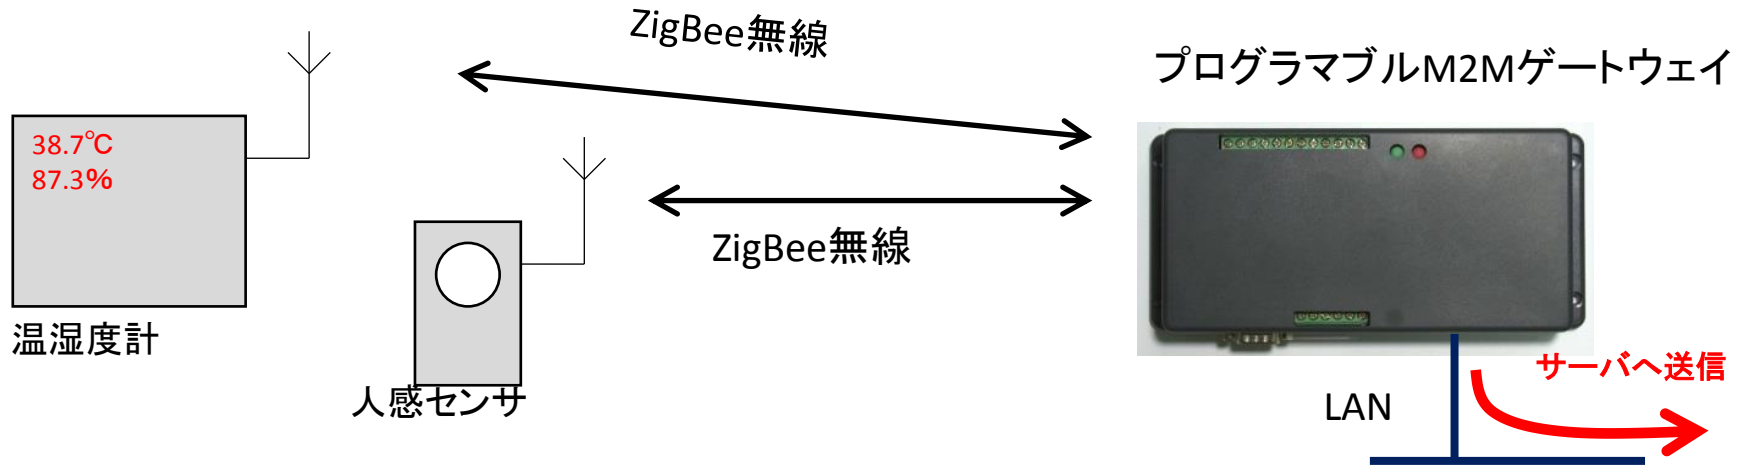 ZigBee無線
プログラマブルM2Mゲートウェイ
38.7℃
87.3%
ZigBee無線
温湿度計
人感センサ
サーバへ送信
LAN